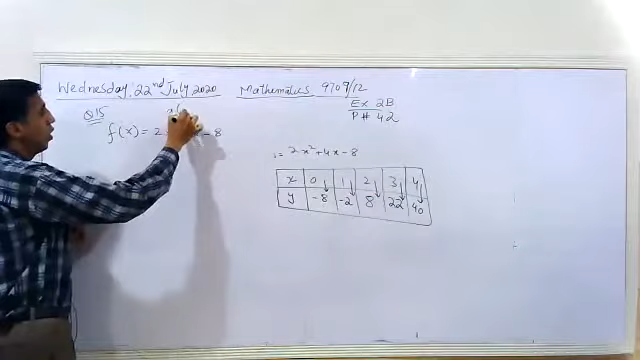 Wednesday, 22nd July 2020 Mathematics 9709/12
Ex 2B
P# 42
Q15
f(x) = 2 - 8
:= 2x² + 4x - 8
x 0 1 2 3 4
y -8 -2 8 22 40